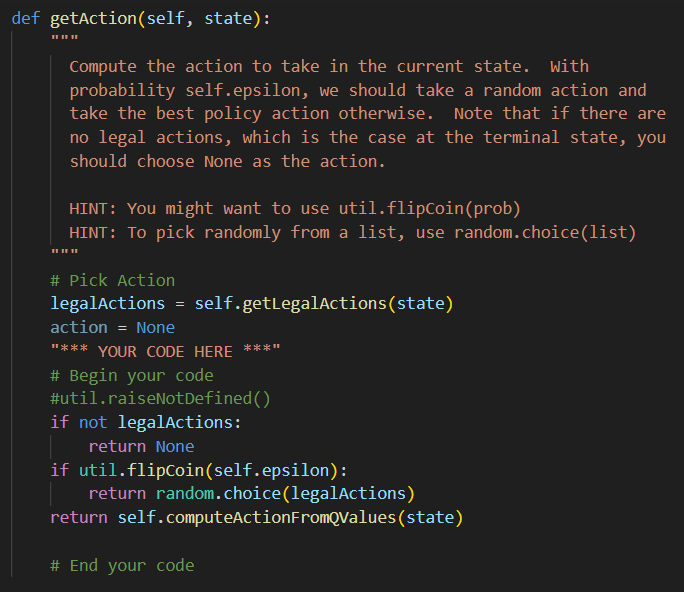 def getAction(self, state):
    """
      Compute the action to take in the current state.  With
      probability self.epsilon, we should take a random action and
      take the best policy action otherwise.  Note that if there are
      no legal actions, which is the case at the terminal state, you
      should choose None as the action.

      HINT: You might want to use util.flipCoin(prob)
      HINT: To pick randomly from a list, use random.choice(list)
    """
    # Pick Action
    legalActions = self.getLegalActions(state)
    action = None
    "*** YOUR CODE HERE ***"
    # Begin your code
    #util.raiseNotDefined()
    if not legalActions:
        return None
    if util.flipCoin(self.epsilon):
        return random.choice(legalActions)
    return self.computeActionFromQValues(state)

    # End your code